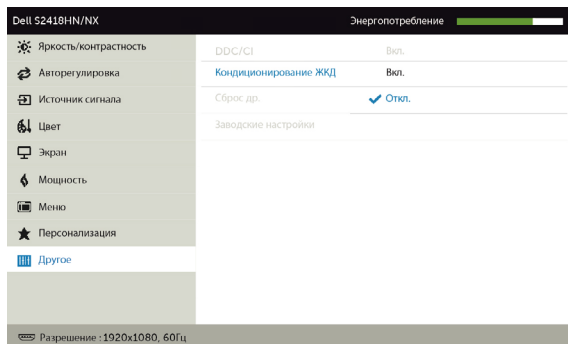 Dell S2418HN/NX Энергопотребление
Яркость/контрастность DDC/CI Вкл.
Авторегулировка Кондиционирование ЖКД Вкл.
Источник сигнала Сброс др. Откл.
Цвет Заводские настройки
Экран
Мощность
Меню
Персонализация
Другое
Разрешение : 1920x1080, 60Гц